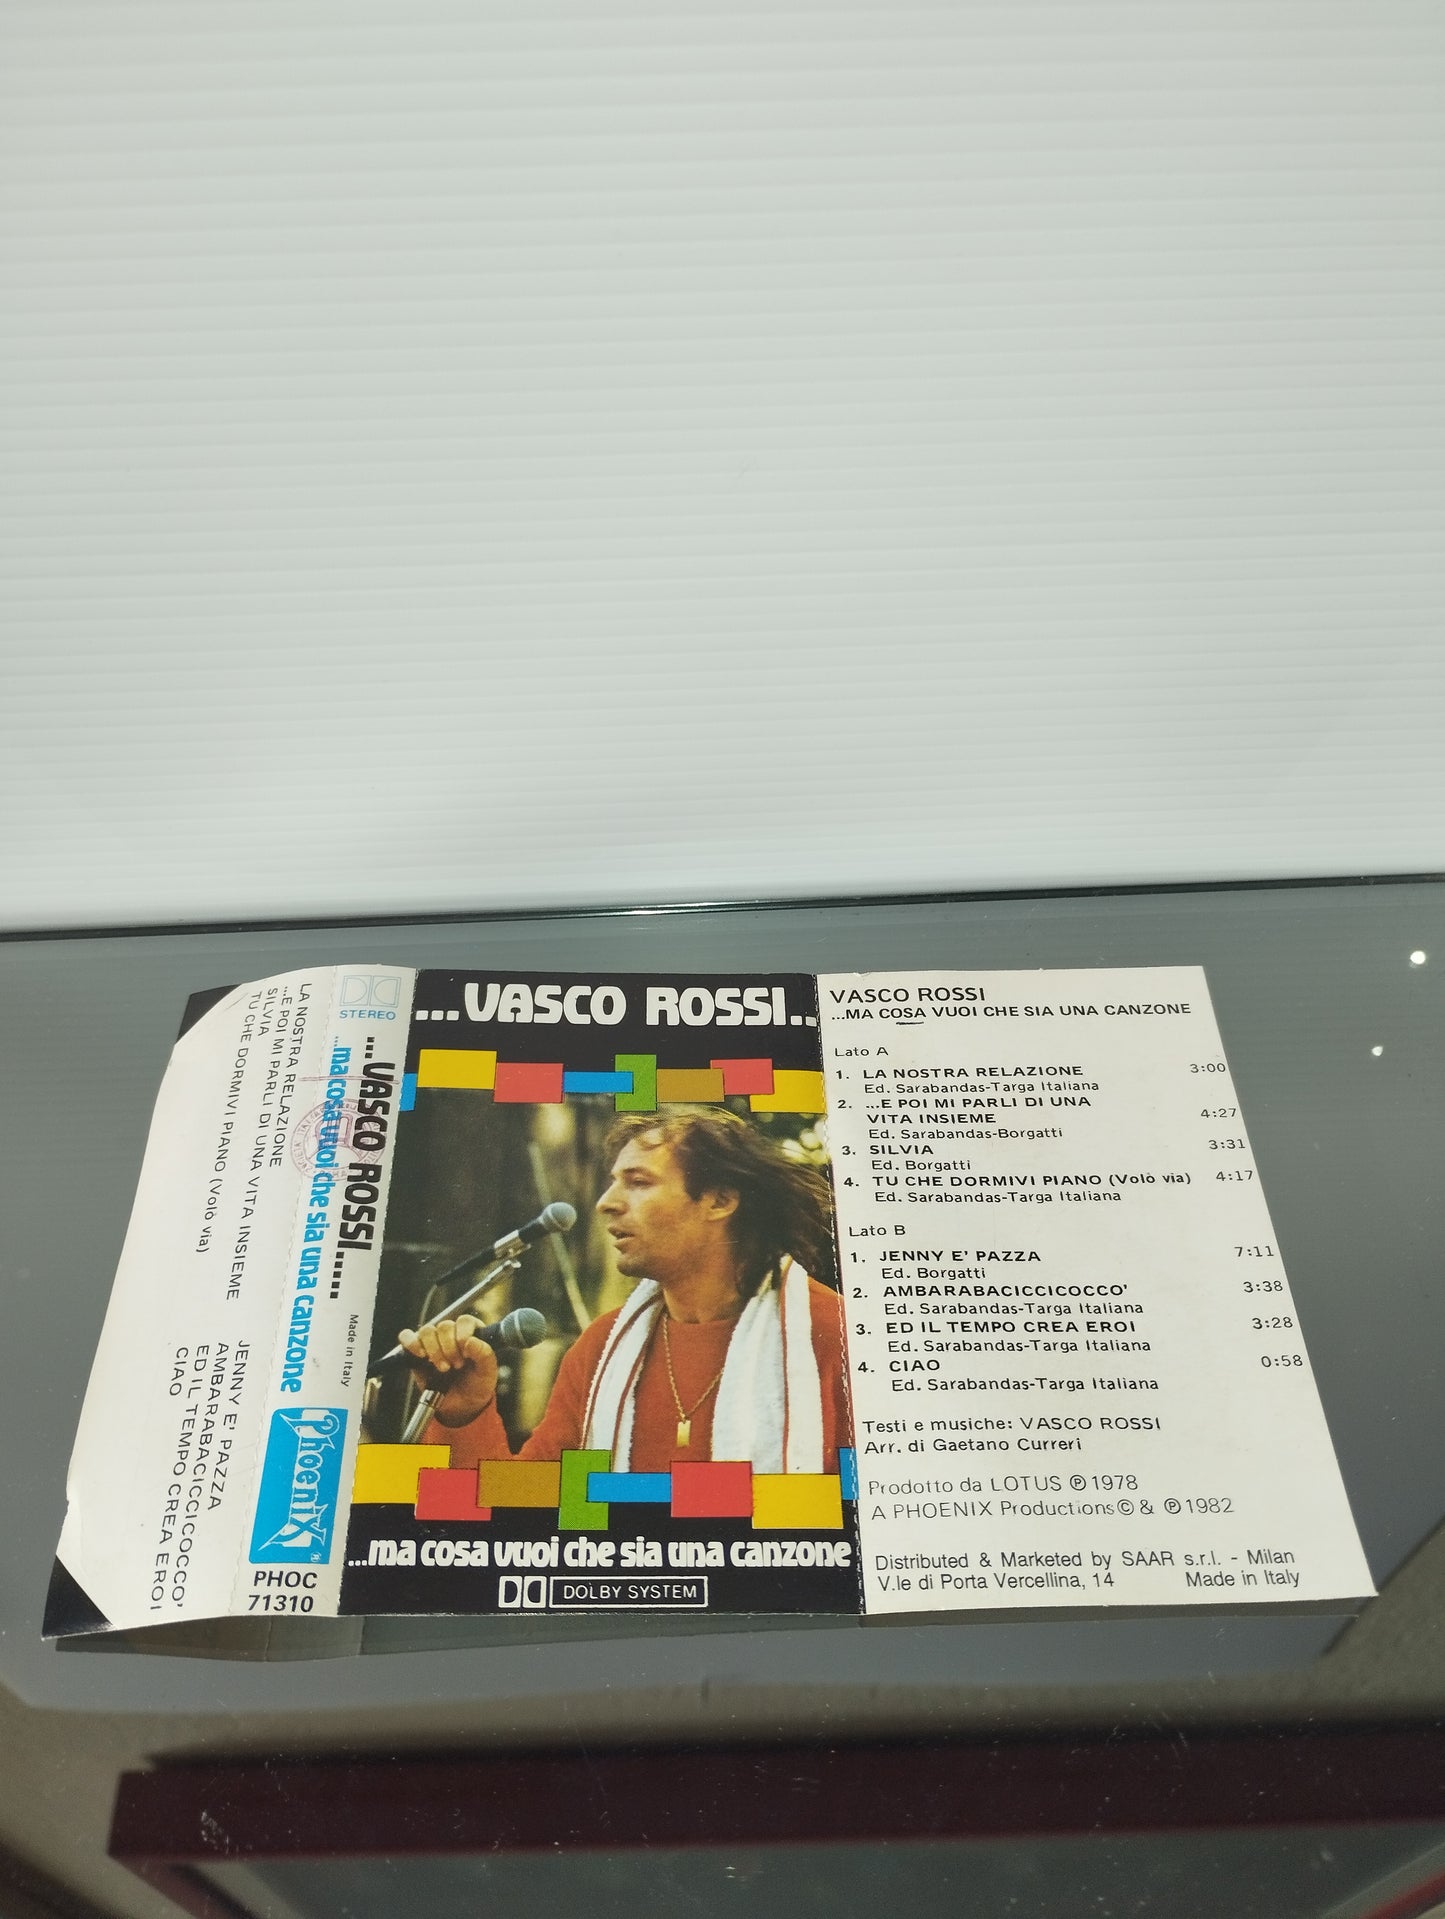 LA NOSTRA RELAZIONE
...E POI MI PARLI DI UNA VITA INSIEME
SILVIA
TU CHE DORMIVI PIANO (Volò via)
JENNY E' PAZZA
AMBARABACICCICOCCO'
ED IL TEMPO CREA EROI
CIAO
STEREO
...VASCO ROSSI.....
...ma cosa vuoi che sia una canzone
Made in Italy
Phoenix
PHOC
71310
...VASCO ROSSI..
...ma cosa vuoi che sia una canzone
DOLBY SYSTEM
VASCO ROSSI
...MA COSA VUOI CHE SIA UNA CANZONE
Lato A
1. LA NOSTRA RELAZIONE 3:00
Ed. Sarabandas-Targa Italiana
2. ...E POI MI PARLI DI UNA
VITA INSIEME 4:27
Ed. Sarabandas-Borgatti
3. SILVIA 3:31
Ed. Borgatti
4. TU CHE DORMIVI PIANO (Volò via) 4:17
Ed. Sarabandas-Targa Italiana
Lato B
1. JENNY E' PAZZA 7:11
Ed. Borgatti
2. AMBARABACICCICOCCO' 3:38
Ed. Sarabandas-Targa Italiana
3. ED IL TEMPO CREA EROI 3:28
Ed. Sarabandas-Targa Italiana
4. CIAO 0:58
Ed. Sarabandas-Targa Italiana
Testi e musiche: VASCO ROSSI
Arr. di Gaetano Curreri
Prodotto da LOTUS ℗ 1978
A PHOENIX Productions © & ℗ 1982
Distributed & Marketed by SAAR s.r.l. - Milan
V.le di Porta Vercellina, 14 Made in Italy